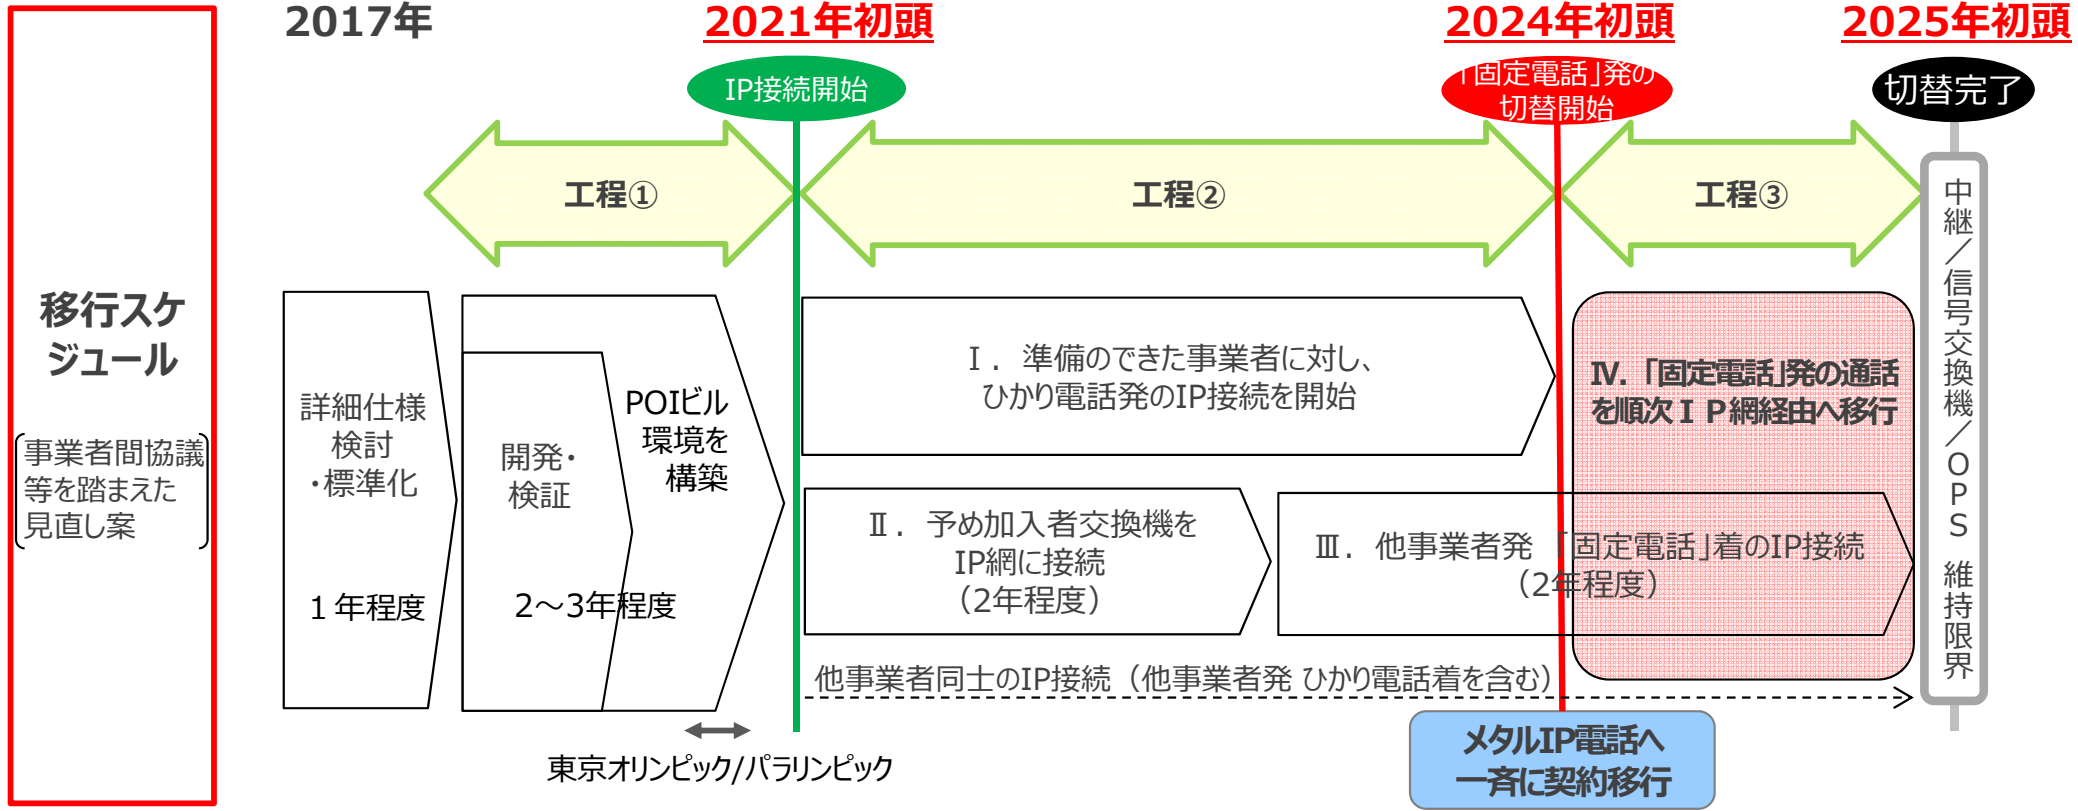 2017年
2021年初頭
2024年初頭
2025年初頭
IP接続開始
「固定電話」発の
切替開始
切替完了
工程①
工程②
工程③
移行スケ
ジュール
事業者間協議
等を踏まえた
見直し案
詳細仕様
検討
・標準化
１年程度
開発・
検証
POIビル
環境を
構築
2～3年程度
Ⅰ．準備のできた事業者に対し、
ひかり電話発のIP接続を開始
Ⅱ．予め加入者交換機を
IP網に接続
（2年程度）
Ⅲ．他事業者発「固定電話」着のIP接続
（2年程度）
Ⅳ.「固定電話」発の通話
を順次ＩＰ網経由へ移行
他事業者同士のIP接続（他事業者発 ひかり電話着を含む）
東京オリンピック/パラリンピック
メタルIP電話へ
一斉に契約移行
中継／信号交換機／OPS 維持限界